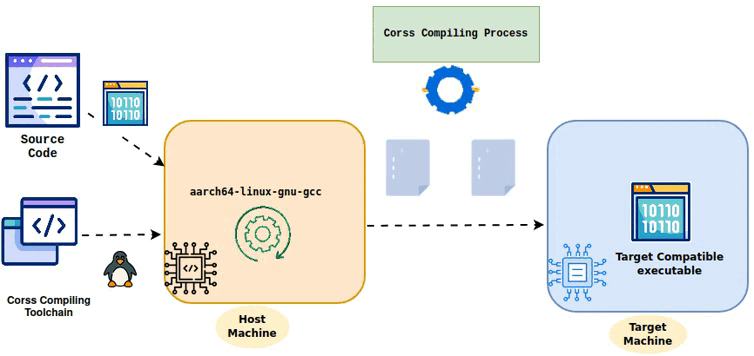 Corss Compiling Process
10110
10110
Source
Code
aarch64-linux-gnu-gcc
10110
10110
Target Compatible
executable
Corss Compiling
Toolchain
Host
Machine
Target
Machine